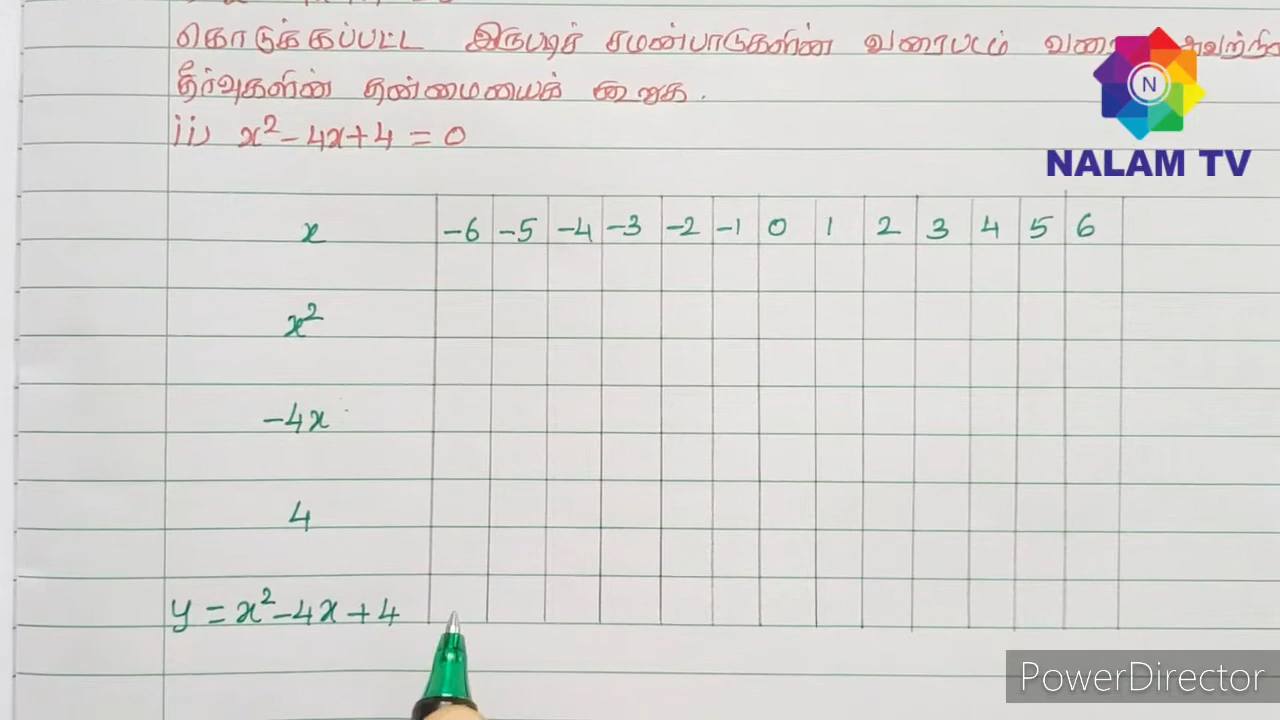 கொடுக்கப்பட்ட இருபடிச் சமன்பாடுகளின் வரைபடம் வரை அவற்றின்
தீர்வுகளின் தன்மையைக் கூறுக.
ii) x² - 4x + 4 = 0
N
NALAM TV
x -6 -5 -4 -3 -2 -1 0 1 2 3 4 5 6
x²
-4x
4
y = x² - 4x + 4
PowerDirector